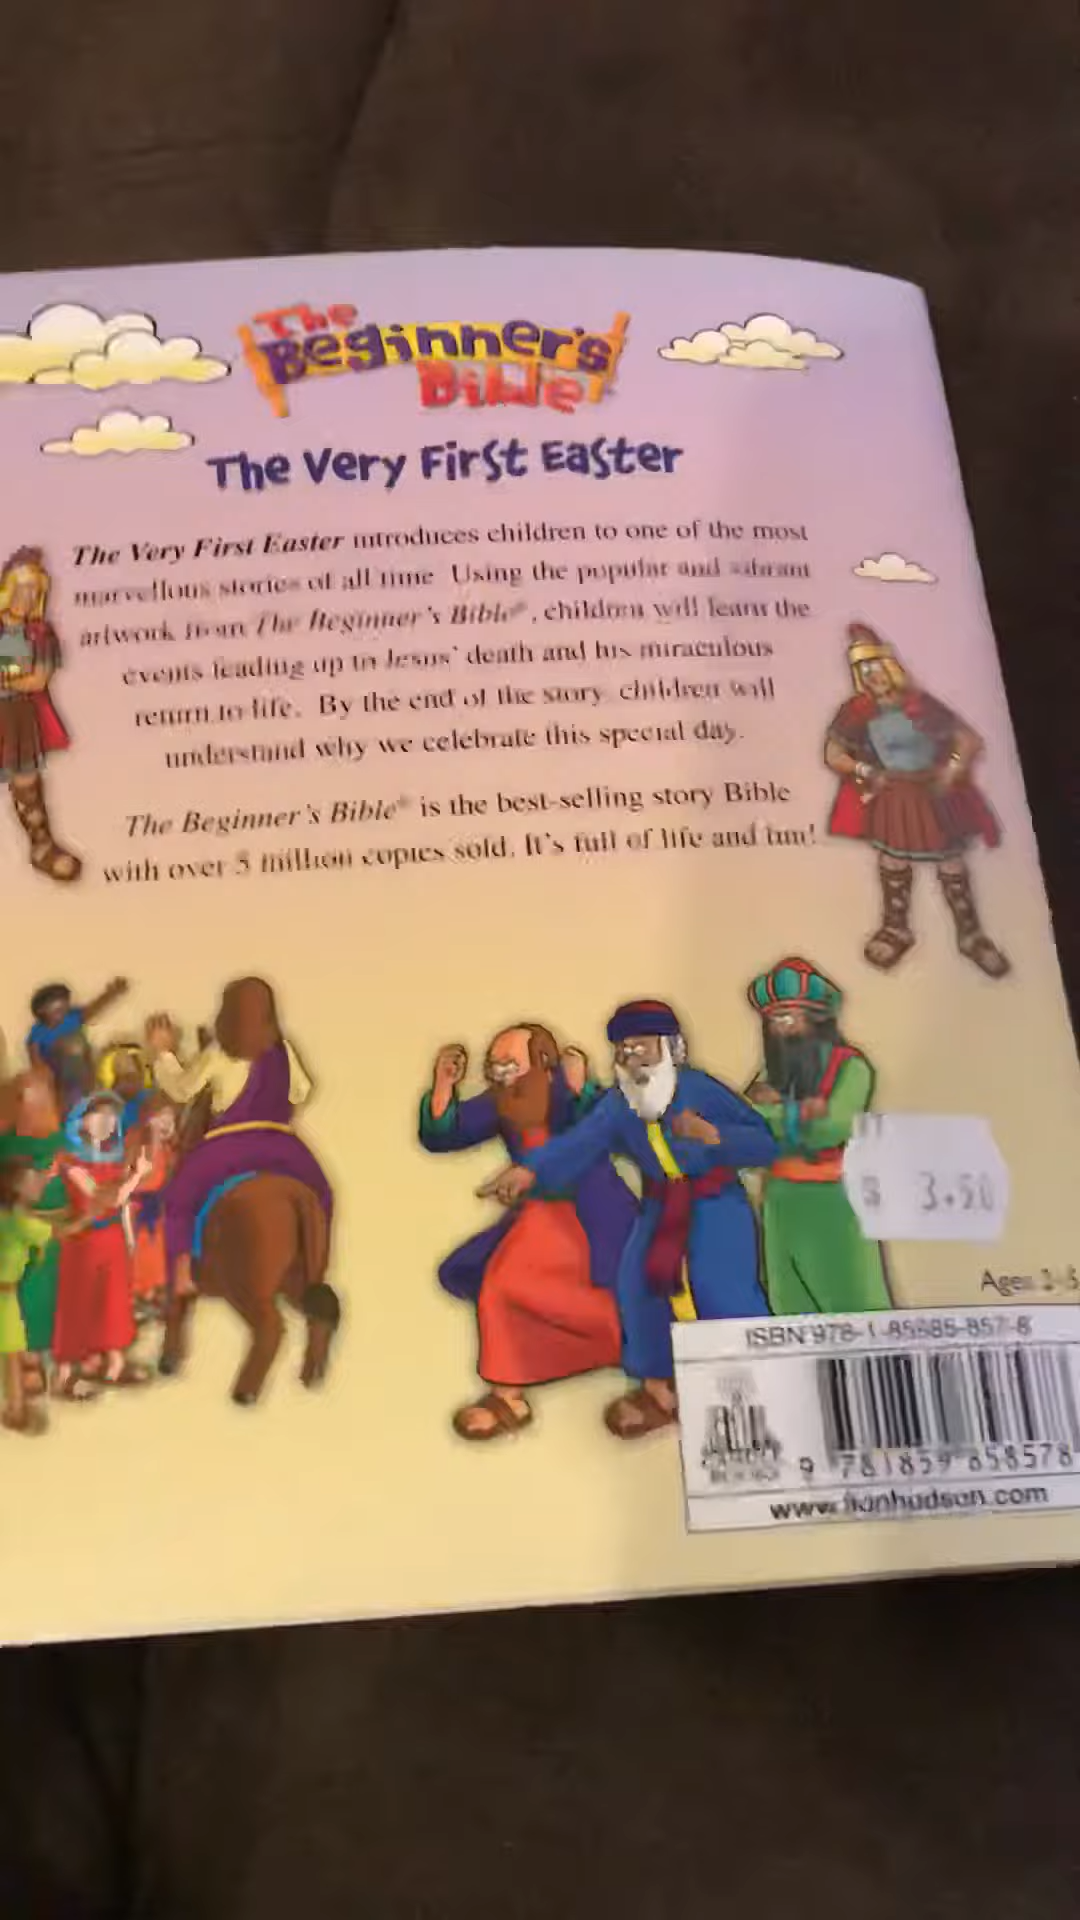 The
Beginner's
Bible
The Very First Easter
The Very First Easter introduces children to one of the most
marvellous stories of all time. Using the popular and vibrant
artwork from The Beginner's Bible®, children will learn the
events leading up to Jesus' death and his miraculous
return to life. By the end of the story, children will
understand why we celebrate this special day.
The Beginner's Bible® is the best-selling story Bible
with over 5 million copies sold. It's full of life and fun!
$ 3.50
Ages
ISBN 978-1-85985-857-8
9 781859 858578
www.lionhudson.com